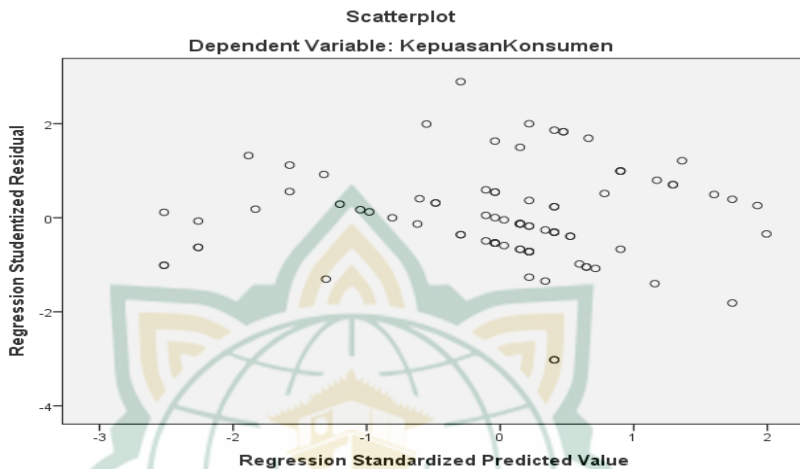 Scatterplot
Dependent Variable: KepuasanKonsumen
Regression Studentized Residual
2
0
-2
-4
-3
-2
-1
0
1
2
Regression Standardized Predicted Value